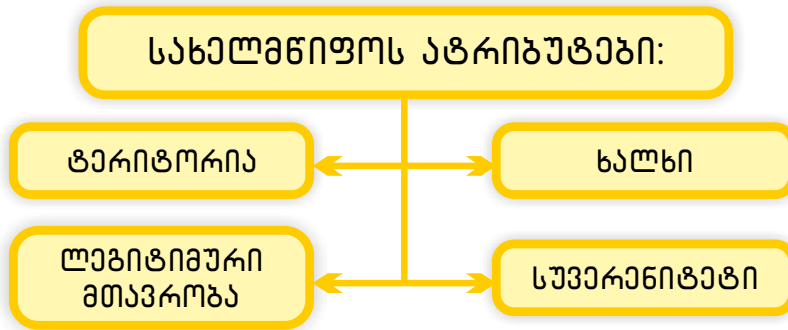 სახელმწიფოს ატრიბუტები:
ტერიტორია
ხალხი
ლეგიტიმური
მთავრობა
სუვერენიტეტი